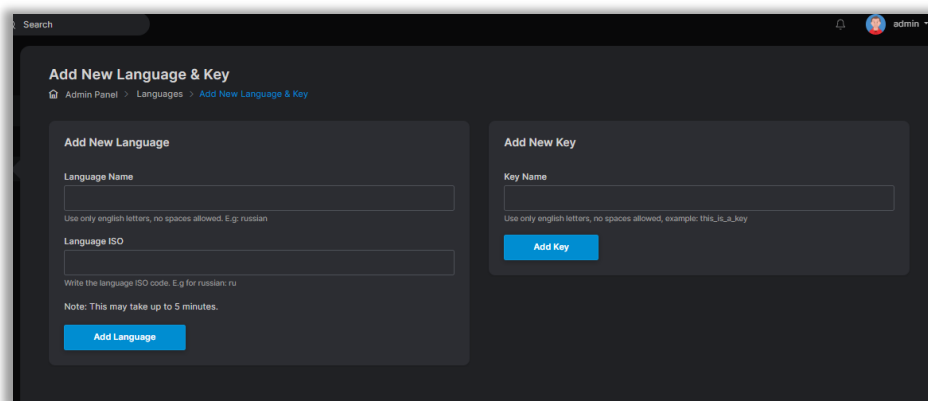 Search
admin
Add New Language & Key
Admin Panel > Languages > Add New Language & Key
Add New Language
Language Name
Use only english letters, no spaces allowed. E.g: russian
Language ISO
Write the language ISO code. E.g for russian: ru
Note: This may take up to 5 minutes.
Add Language
Add New Key
Key Name
Use only english letters, no spaces allowed, example: this_is_a_key
Add Key